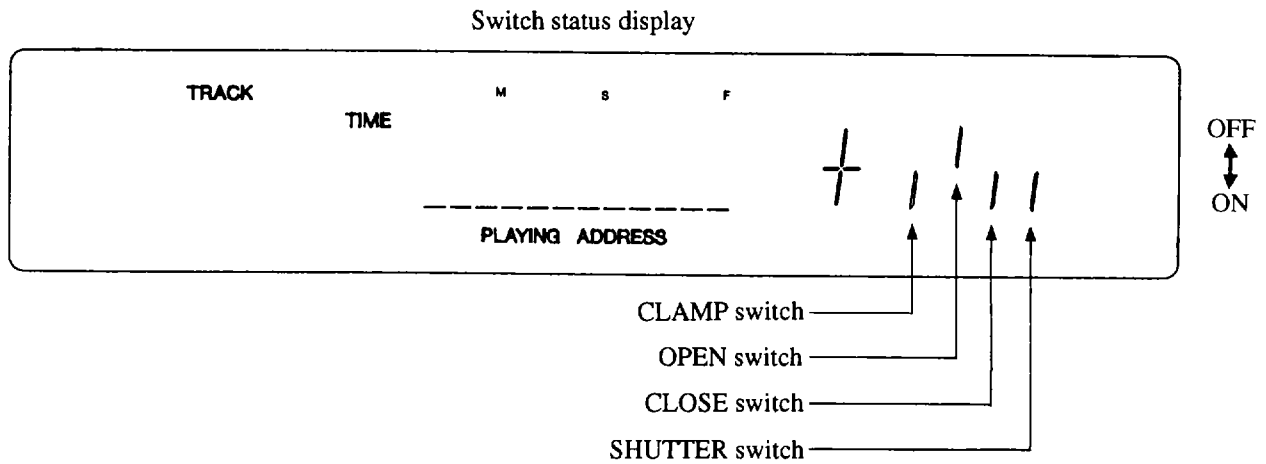 Switch status display
TRACK M S F
TIME
OFF
ON
PLAYING ADDRESS
CLAMP switch
OPEN switch
CLOSE switch
SHUTTER switch